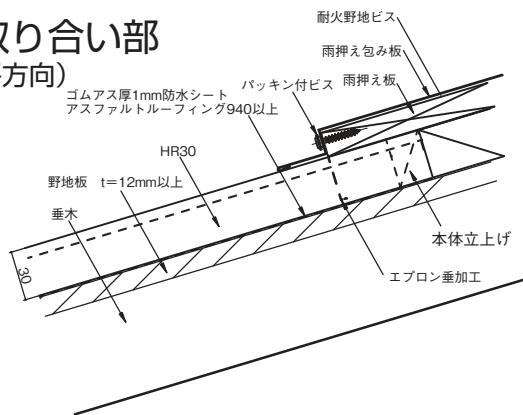 取り合い部
方向）
耐火野地ビス
雨押え包み板
パッキン付ビス
雨押え板
ゴムアス厚1mm防水シート
アスファルトルーフィング940以上
HR30
野地板　t=12mm以上
垂木
本体立上げ
エプロン垂加工
30